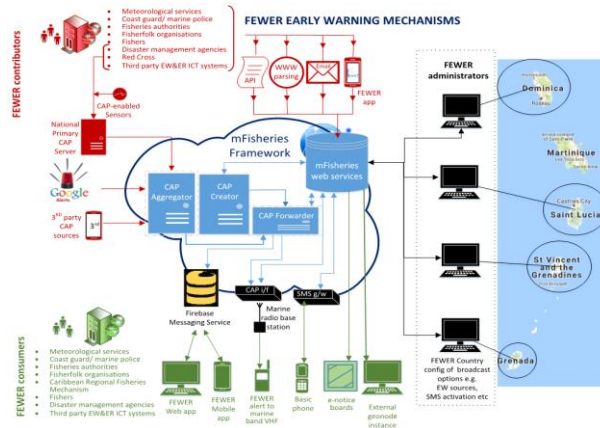 FEWER EARLY WARNING MECHANISMS
FEWER contributors
Meteorological services
Coast guard/ marine police
Fisheries authorities
Fisherfolk organisations
Fishers
Disaster management agencies
Red Cross
Third party EW&ER ICT systems
CAP-enabled
Sensors
National
Primary
CAP
Server
Google
Alerts
3RD party CAP
sources
3rd
API
WWW
parsing
Email
FEWER
app
mFisheries
Framework
mFisheries
web services
CAP
Aggregator
CAP
Creator
CAP Forwarder
Firebase
Messaging Service
CAP i/f
SMS g/w
Marine
radio base
station
FEWER
administrators
FEWER Country
config of broadcast
options e.g.
EW sources,
SMS activation etc
Dominica
Roseau
Martinique
Castries City
Saint Lucia
St Vincent
and the
Grenadines
Grenada
FEWER consumers
Meteorological services
Coast guard/ marine police
Fisheries authorities
Fisherfolk organisations
Caribbean Regional Fisheries
Mechanism
Fishers
Disaster management agencies
Third party EW&ER ICT systems
FEWER
Web app
FEWER
Mobile
app
FEWER
alert to
marine
band VHF
Basic
phone
e-notice
boards
External
geonode
instance